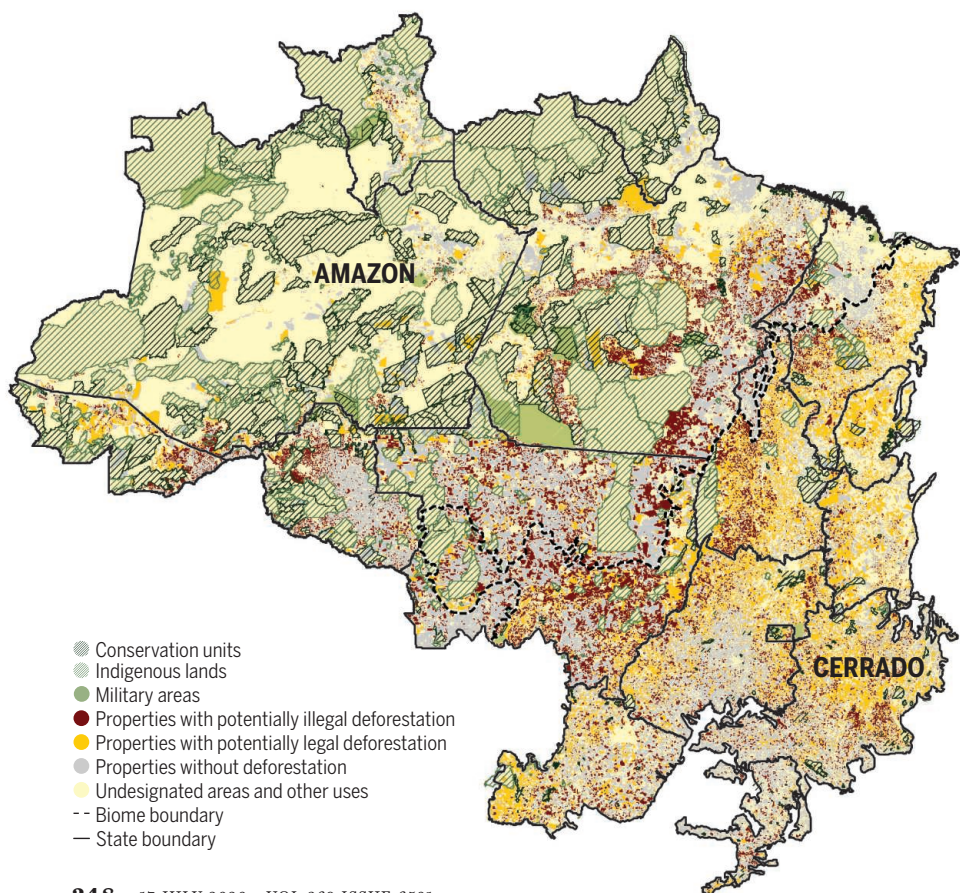 AMAZON
CERRADO
Conservation units
Indigenous lands
Military areas
Properties with potentially illegal deforestation
Properties with potentially legal deforestation
Properties without deforestation
Undesignated areas and other uses
Biome boundary
State boundary